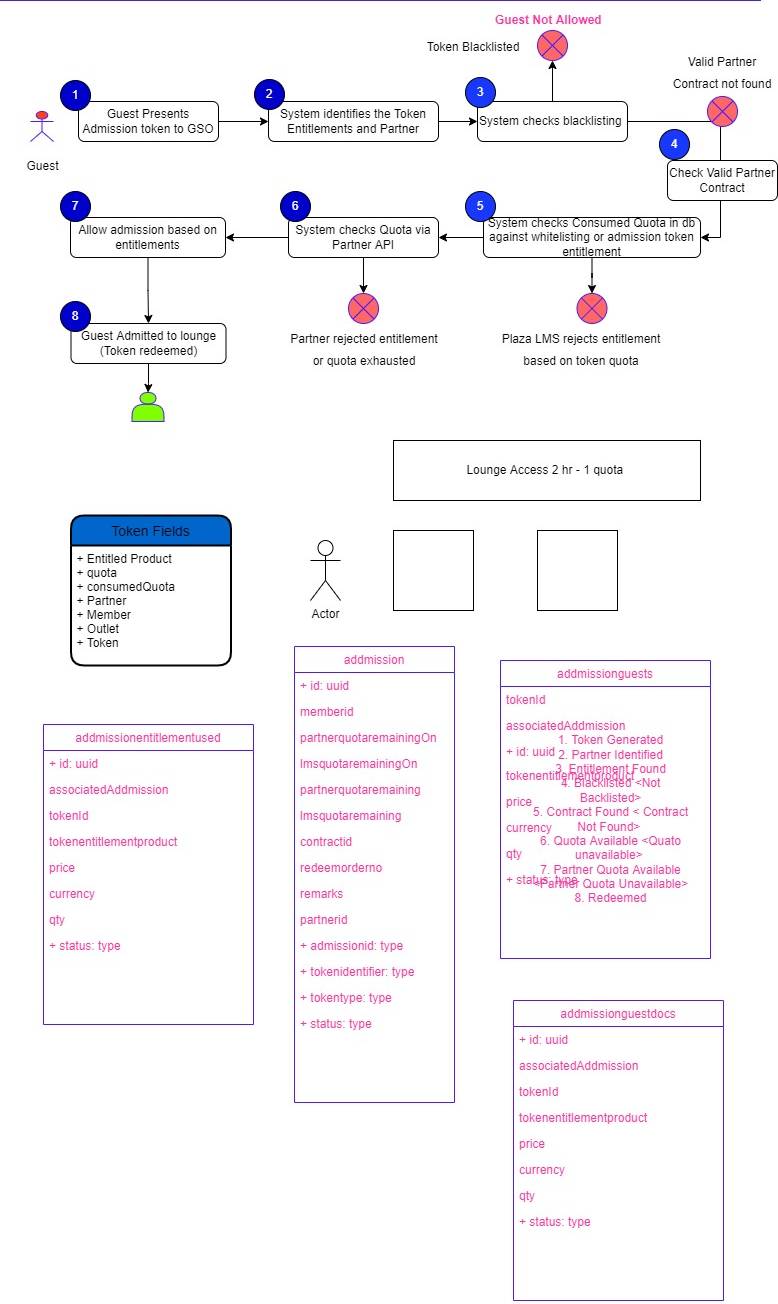 Guest Not Allowed
Token Blacklisted
Valid Partner
Contract not found
1
Guest Presents
Admission token to GSO
2
System identifies the Token
Entitlements and Partner
3
System checks blacklisting
4
Check Valid Partner
Contract
Guest
7
Allow admission based on
entitlements
6
System checks Quota via
Partner API
5
System checks Consumed Quota in db
against whitelisting or admission token
entitlement
8
Guest Admitted to lounge
(Token redeemed)
Partner rejected entitlement
or quota exhausted
Plaza LMS rejects entitlement
based on token quota
Lounge Access 2 hr - 1 quota
Token Fields
+ Entitled Product
+ quota
+ consumedQuota
+ Partner
+ Member
+ Outlet
+ Token
Actor
addmissionentitlementused
+ id: uuid
associatedAddmission
tokenId
tokenentitlementproduct
price
currency
qty
+ status: type
addmission
+ id: uuid
memberid
partnerquotaremainingOn
lmsquotaremainingOn
partnerquotaremaining
lmsquotaremaining
contractid
redeemorderno
remarks
partnerid
+ admissionid: type
+ tokenidentifier: type
+ tokentype: type
+ status: type
addmissionguests
tokenId
associatedAddmission
+ id: uuid
tokenentitlementproduct
price
currency
qty
+ status: type
1. Token Generated
2. Partner Identified
3. Entitlement Found
4. Blacklisted <Not
Backlisted>
5. Contract Found < Contract
Not Found>
6. Quota Available <Quato
unavailable>
7. Partner Quota Available
<Partner Quota Unavailable>
8. Redeemed
addmissionguestdocs
+ id: uuid
associatedAddmission
tokenId
tokenentitlementproduct
price
currency
qty
+ status: type